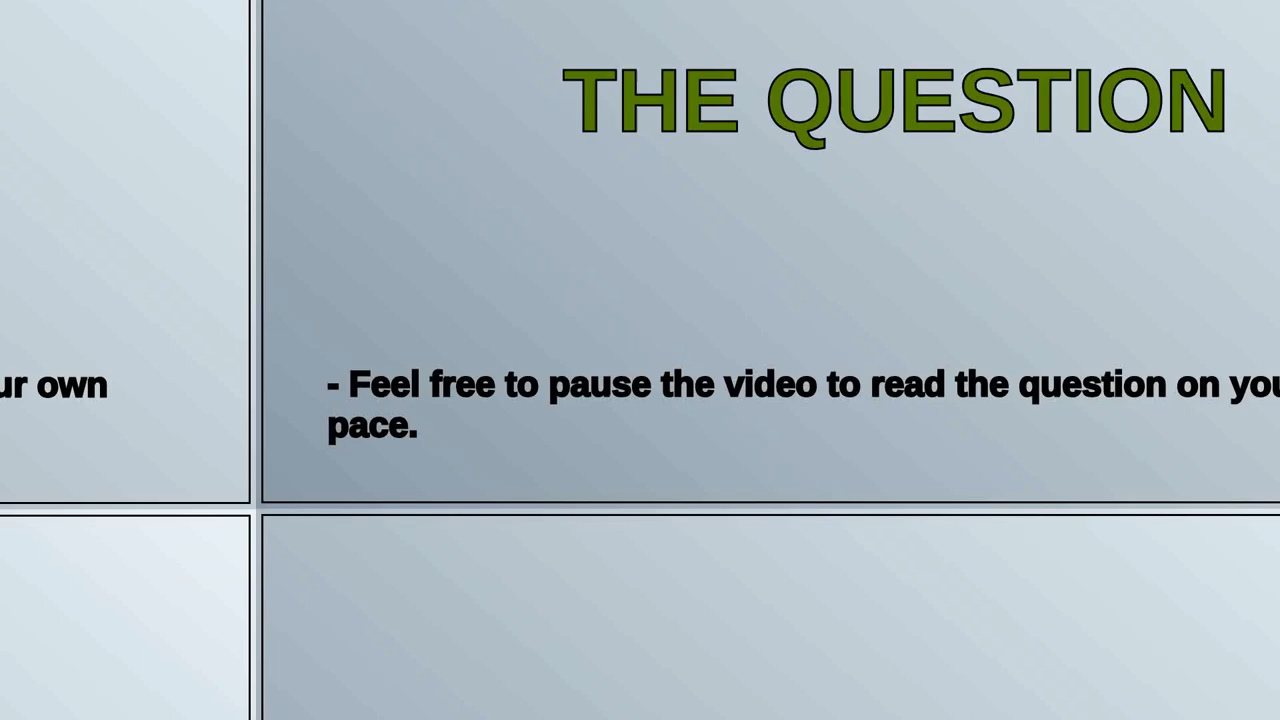 THE QUESTION
ur own
- Feel free to pause the video to read the question on you
pace.